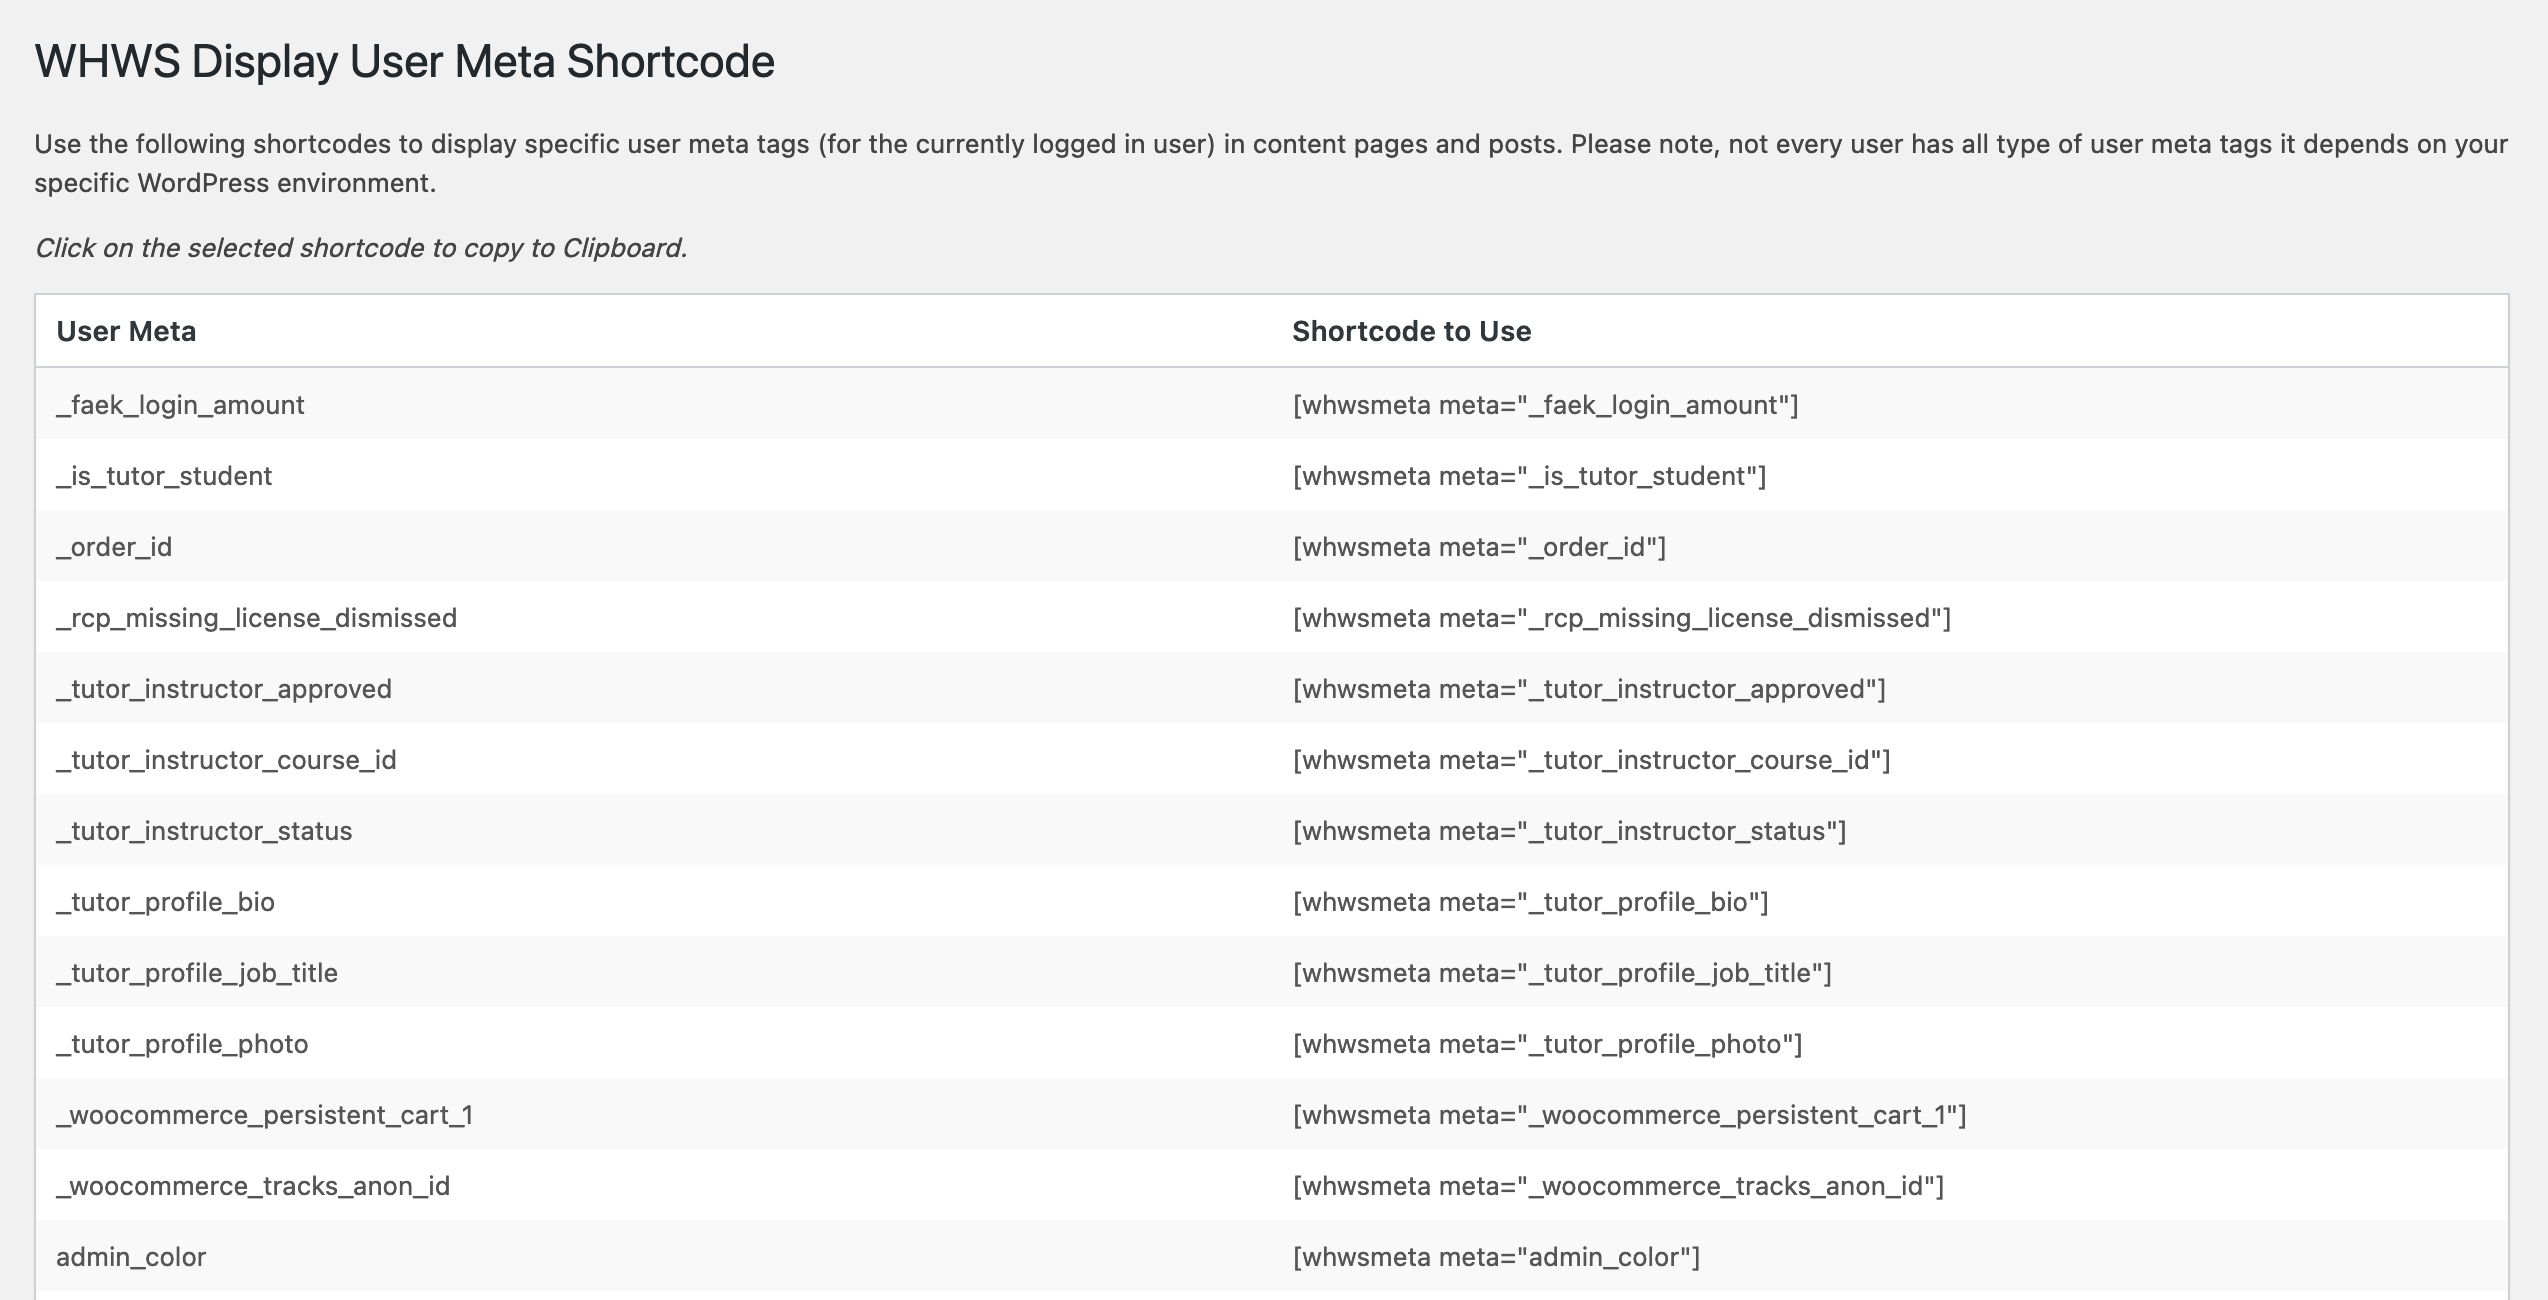 WHWS Display User Meta Shortcode
Use the following shortcodes to display specific user meta tags (for the currently logged in user) in content pages and posts. Please note, not every user has all type of user meta tags it depends on your
specific WordPress environment.
Click on the selected shortcode to copy to Clipboard.
User Meta Shortcode to Use
_faek_login_amount [whwsmeta meta="_faek_login_amount"]
_is_tutor_student [whwsmeta meta="_is_tutor_student"]
_order_id [whwsmeta meta="_order_id"]
_rcp_missing_license_dismissed [whwsmeta meta="_rcp_missing_license_dismissed"]
_tutor_instructor_approved [whwsmeta meta="_tutor_instructor_approved"]
_tutor_instructor_course_id [whwsmeta meta="_tutor_instructor_course_id"]
_tutor_instructor_status [whwsmeta meta="_tutor_instructor_status"]
_tutor_profile_bio [whwsmeta meta="_tutor_profile_bio"]
_tutor_profile_job_title [whwsmeta meta="_tutor_profile_job_title"]
_tutor_profile_photo [whwsmeta meta="_tutor_profile_photo"]
_woocommerce_persistent_cart_1 [whwsmeta meta="_woocommerce_persistent_cart_1"]
_woocommerce_tracks_anon_id [whwsmeta meta="_woocommerce_tracks_anon_id"]
admin_color [whwsmeta meta="admin_color"]